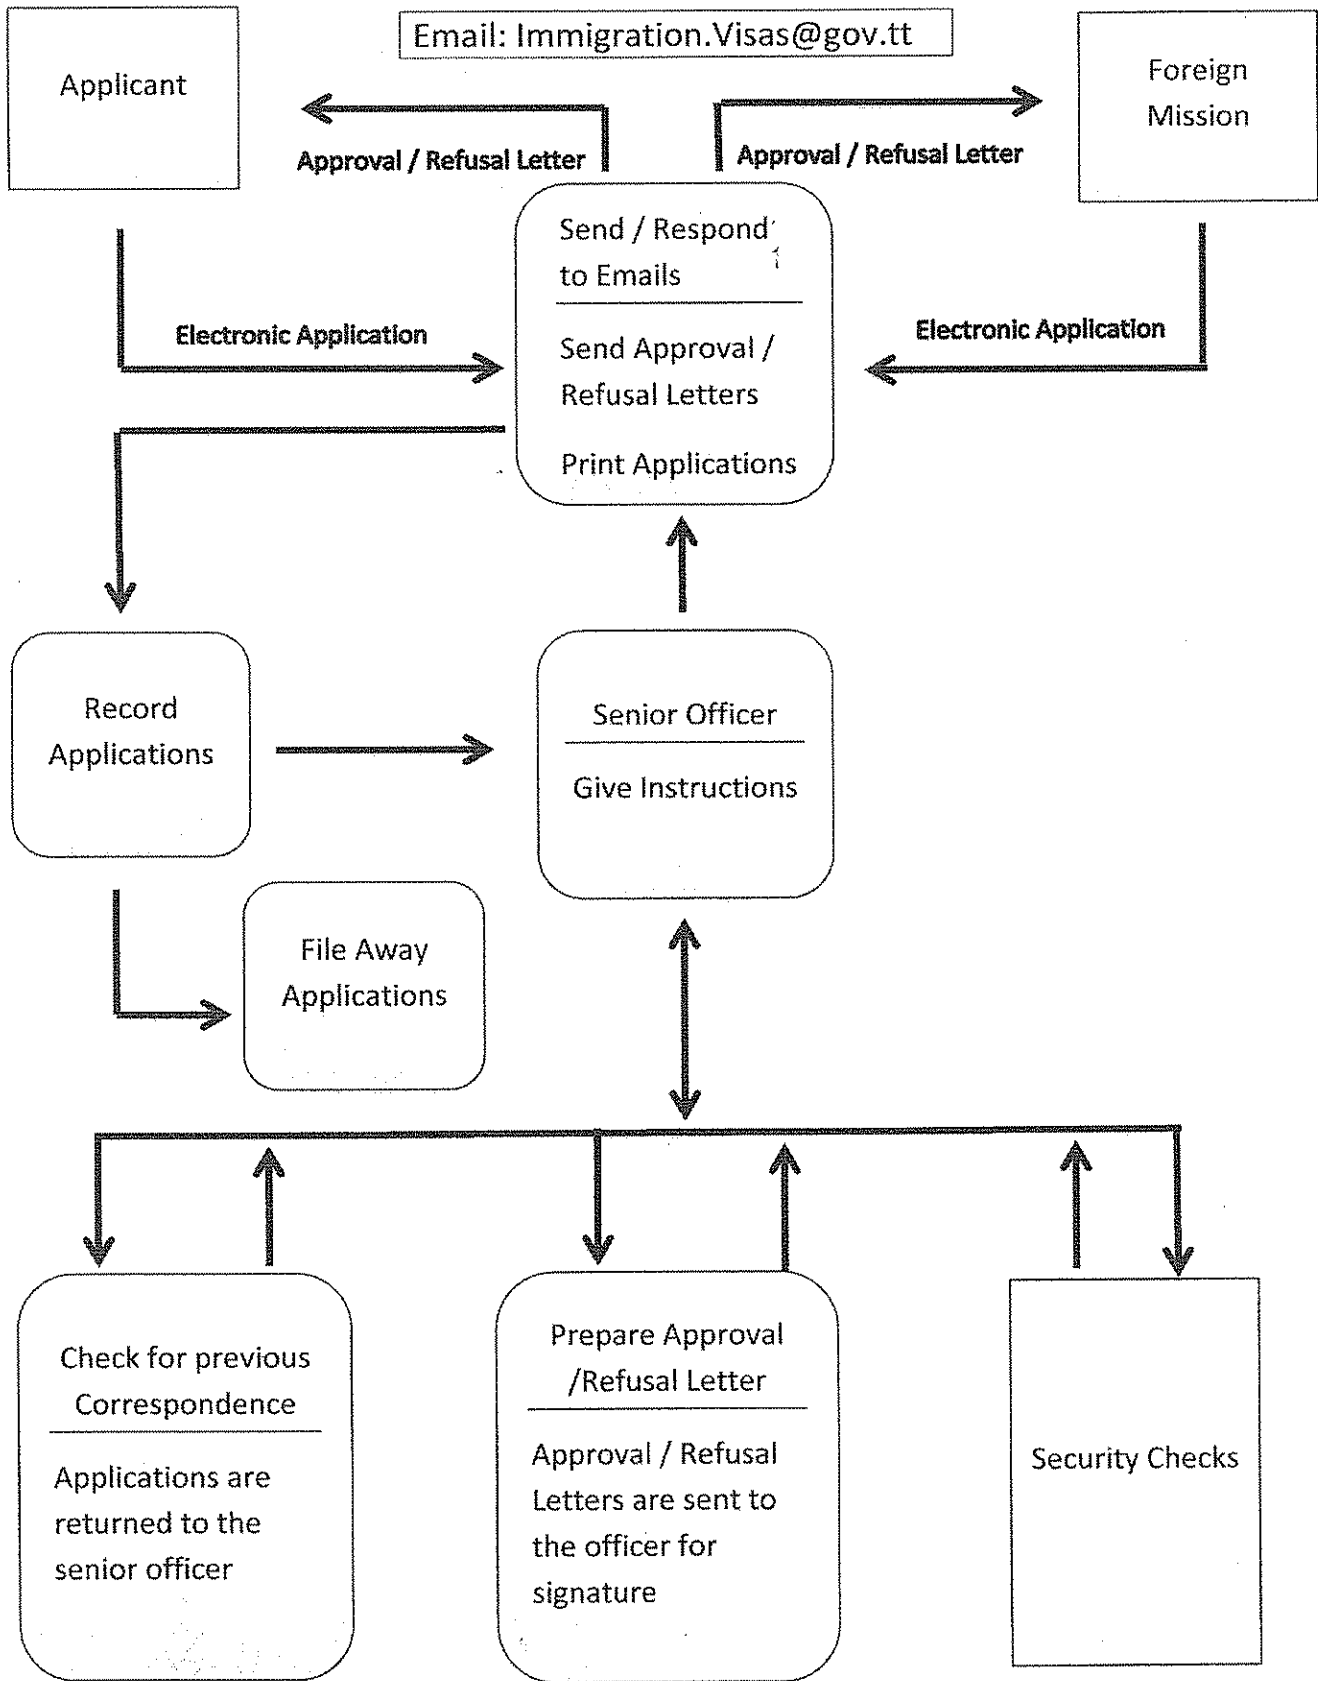 Email: Immigration.Visas@gov.tt
Applicant
Foreign
Mission
Approval / Refusal Letter
Approval / Refusal Letter
Send / Respond
to Emails
Send Approval /
Refusal Letters
Print Applications
Electronic Application
Electronic Application
Record
Applications
Senior Officer
Give Instructions
File Away
Applications
Check for previous
Correspondence
Applications are
returned to the
senior officer
Prepare Approval
/Refusal Letter
Approval / Refusal
Letters are sent to
the officer for
signature
Security Checks